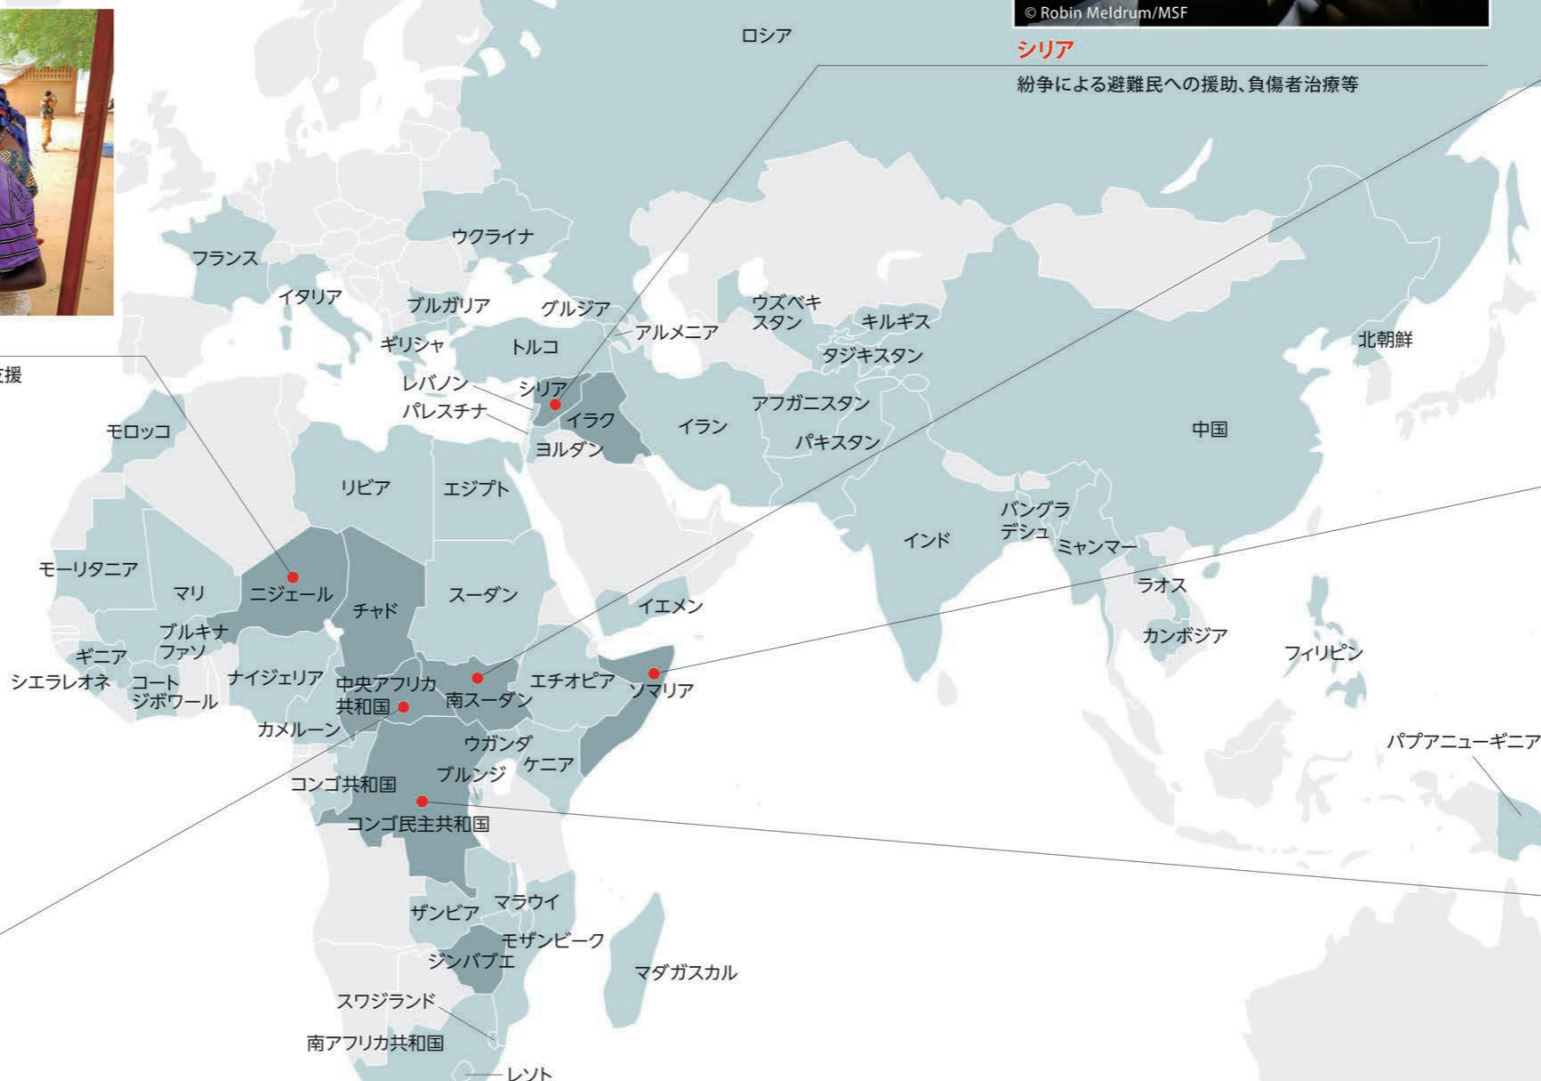 © Robin Meldrum/MSF
シリア
紛争による避難民への援助、負傷者治療等
ロシア
ウクライナ
フランス
イタリア
ブルガリア
グルジア
ウズベキ
スタン
キルギス
アルメニア
ギリシャ
トルコ
タジキスタン
北朝鮮
支援
レバノン
シリア
パレスチナ
イラク
アフガニスタン
イラン
モロッコ
ヨルダン
パキスタン
中国
リビア
エジプト
バングラ
デシュ
インド
ミャンマー
モーリタニア
マリ
ニジェール
チャド
スーダン
イエメン
ラオス
ブルキナ
ファソ
カンボジア
ギニア
フィリピン
シエラレオネ
コート
ジボワール
ナイジェリア
中央アフリカ
共和国
南スーダン
エチオピア
ソマリア
カメルーン
ウガンダ
パプアニューギニア
ケニア
ブルンジ
コンゴ共和国
コンゴ民主共和国
ザンビア
マラウイ
モザンビーク
ジンバブエ
マダガスカル
スワジランド
南アフリカ共和国
レソト